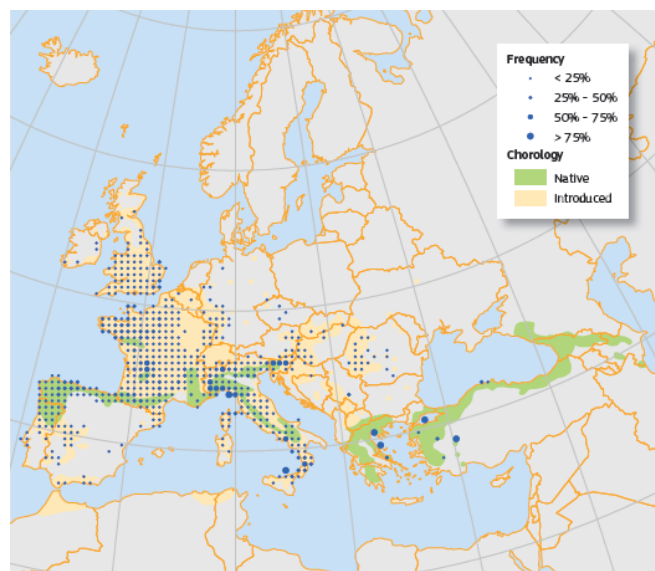 Frequency
< 25%
25% - 50%
50% - 75%
> 75%
Chorology
Native
Introduced